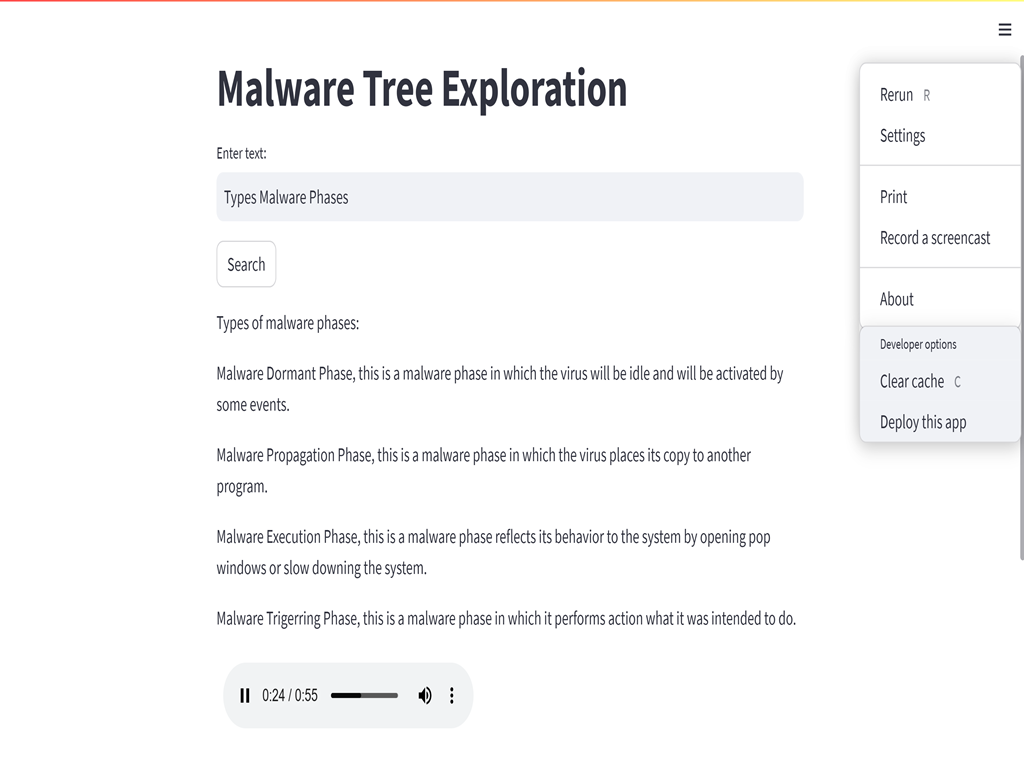 Malware Tree Exploration
Enter text:
Types Malware Phases
Search
Types of malware phases:
Malware Dormant Phase, this is a malware phase in which the virus will be idle and will be activated by
some events.
Malware Propagation Phase, this is a malware phase in which the virus places its copy to another
program.
Malware Execution Phase, this is a malware phase reflects its behavior to the system by opening pop
windows or slow downing the system.
Malware Trigerring Phase, this is a malware phase in which it performs action what it was intended to do.
0:24 / 0:55
Rerun R
Settings
Print
Record a screencast
About
Developer options
Clear cache C
Deploy this app